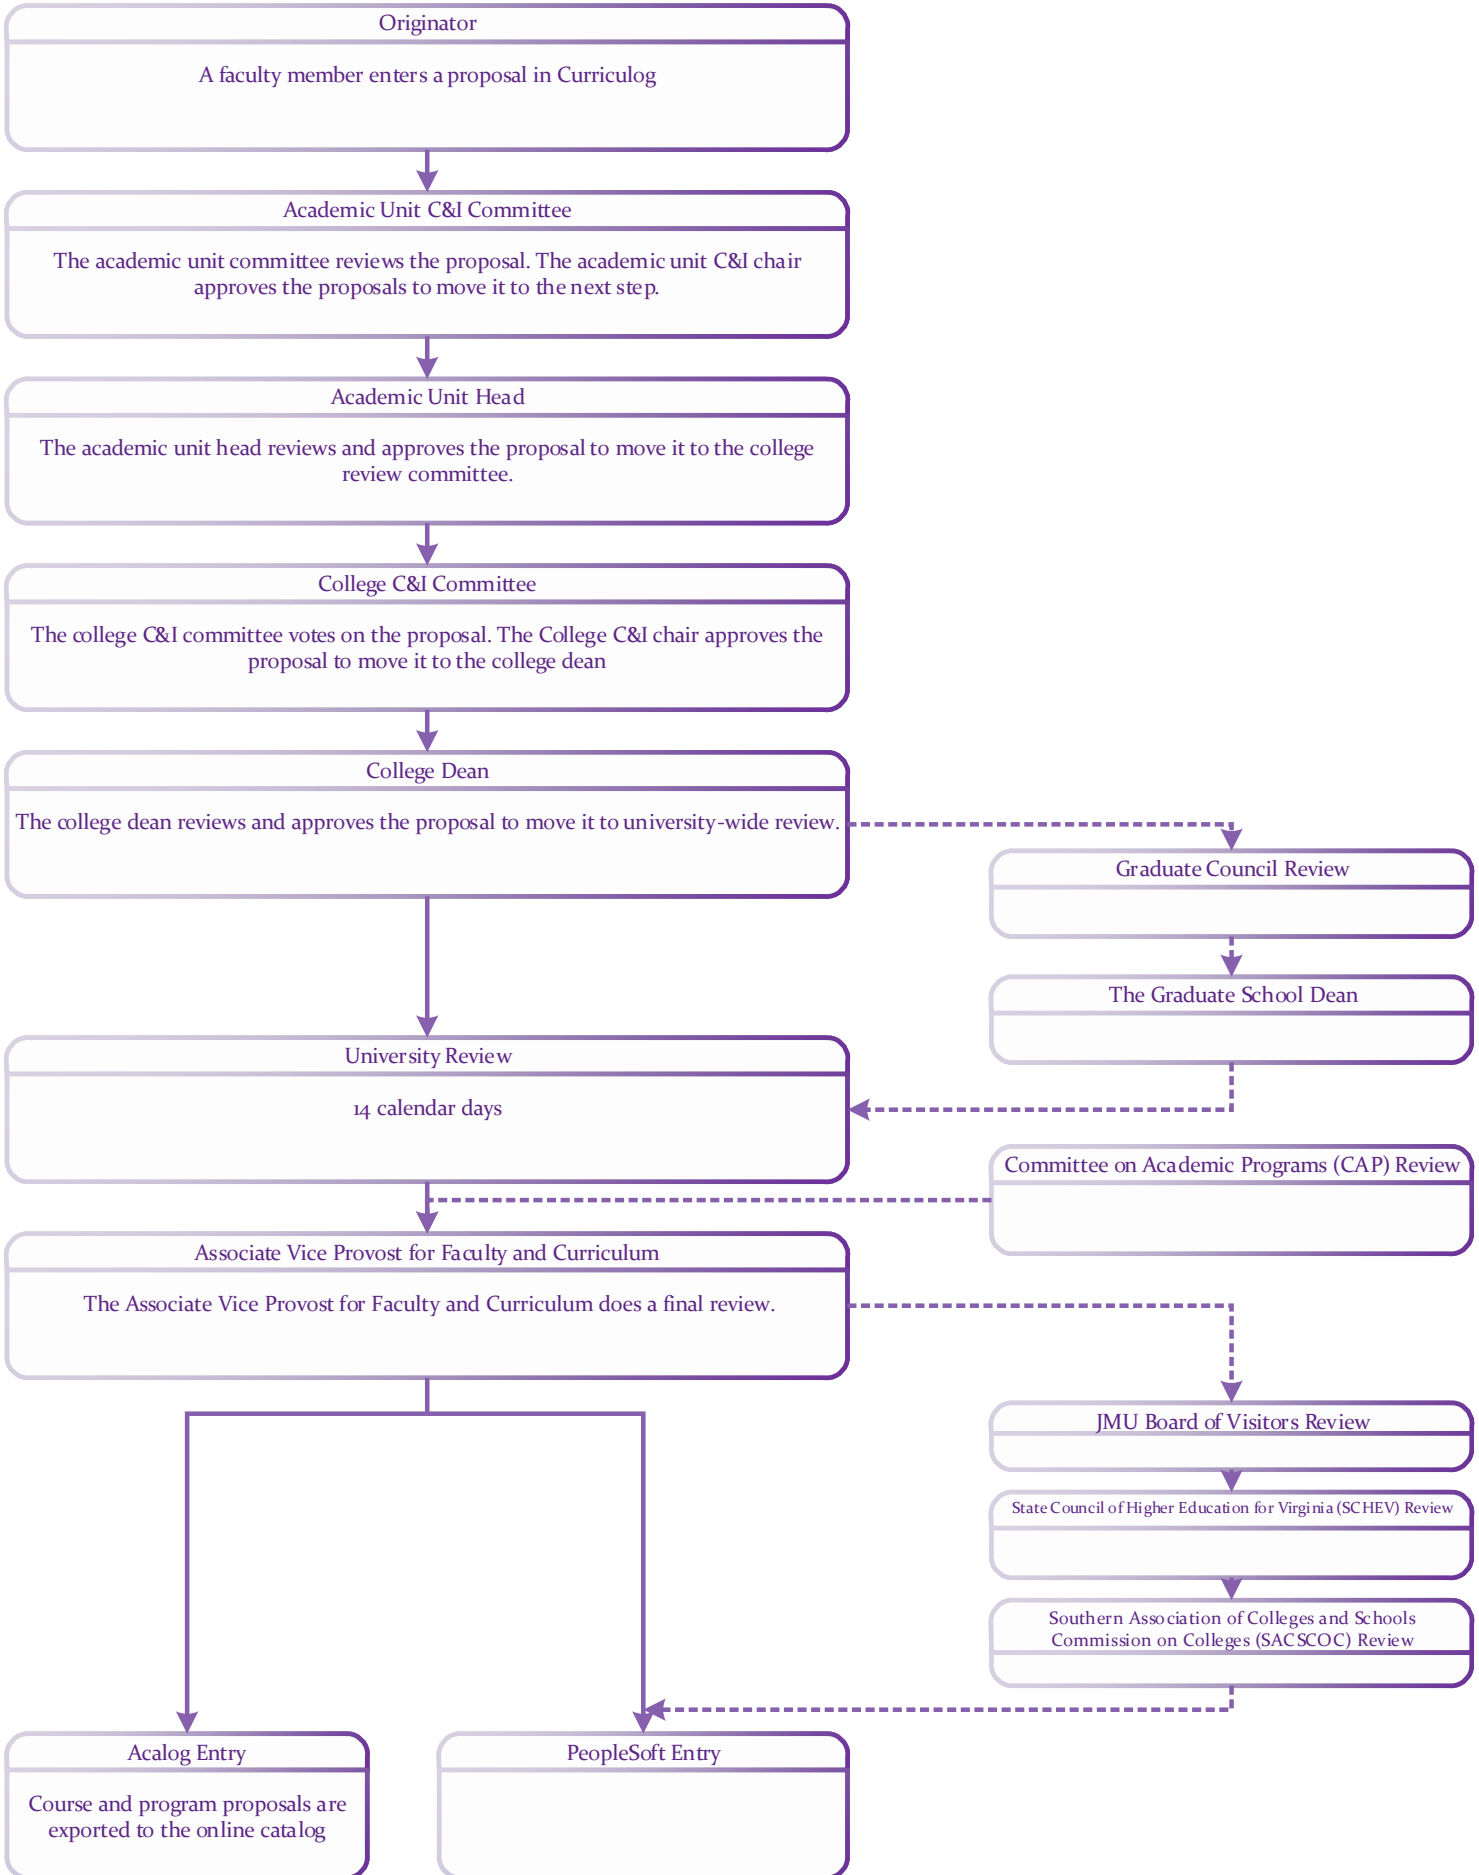 Originator
A faculty member enters a proposal in Curriculog
Academic Unit C&I Committee
The academic unit committee reviews the proposal. The academic unit C&I chair
approves the proposals to move it to the next step.
Academic Unit Head
The academic unit head reviews and approves the proposal to move it to the college
review committee.
College C&I Committee
The college C&I committee votes on the proposal. The College C&I chair approves the
proposal to move it to the college dean
College Dean
The college dean reviews and approves the proposal to move it to university-wide review.
Graduate Council Review
The Graduate School Dean
University Review
14 calendar days
Committee on Academic Programs (CAP) Review
Associate Vice Provost for Faculty and Curriculum
The Associate Vice Provost for Faculty and Curriculum does a final review.
JMU Board of Visitors Review
State Council of Higher Education for Virginia (SCHEV) Review
Southern Association of Colleges and Schools
Commission on Colleges (SACSCOC) Review
Acalog Entry
Course and program proposals are
exported to the online catalog
PeopleSoft Entry